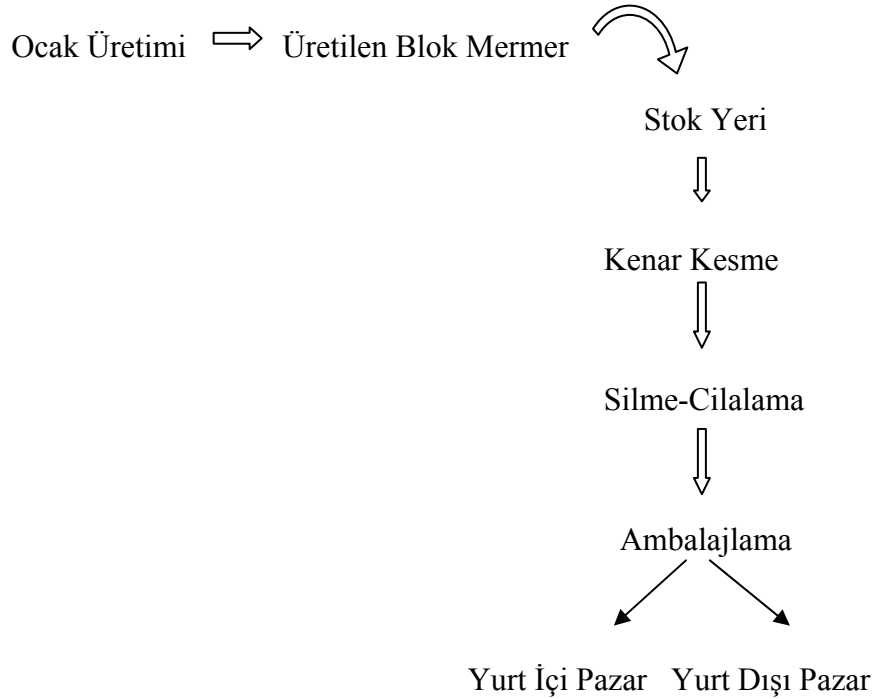 Ocak Üretimi
Üretilen Blok Mermer
Stok Yeri
Kenar Kesme
Silme-Cilalama
Ambalajlama
Yurt İçi Pazar
Yurt Dışı Pazar